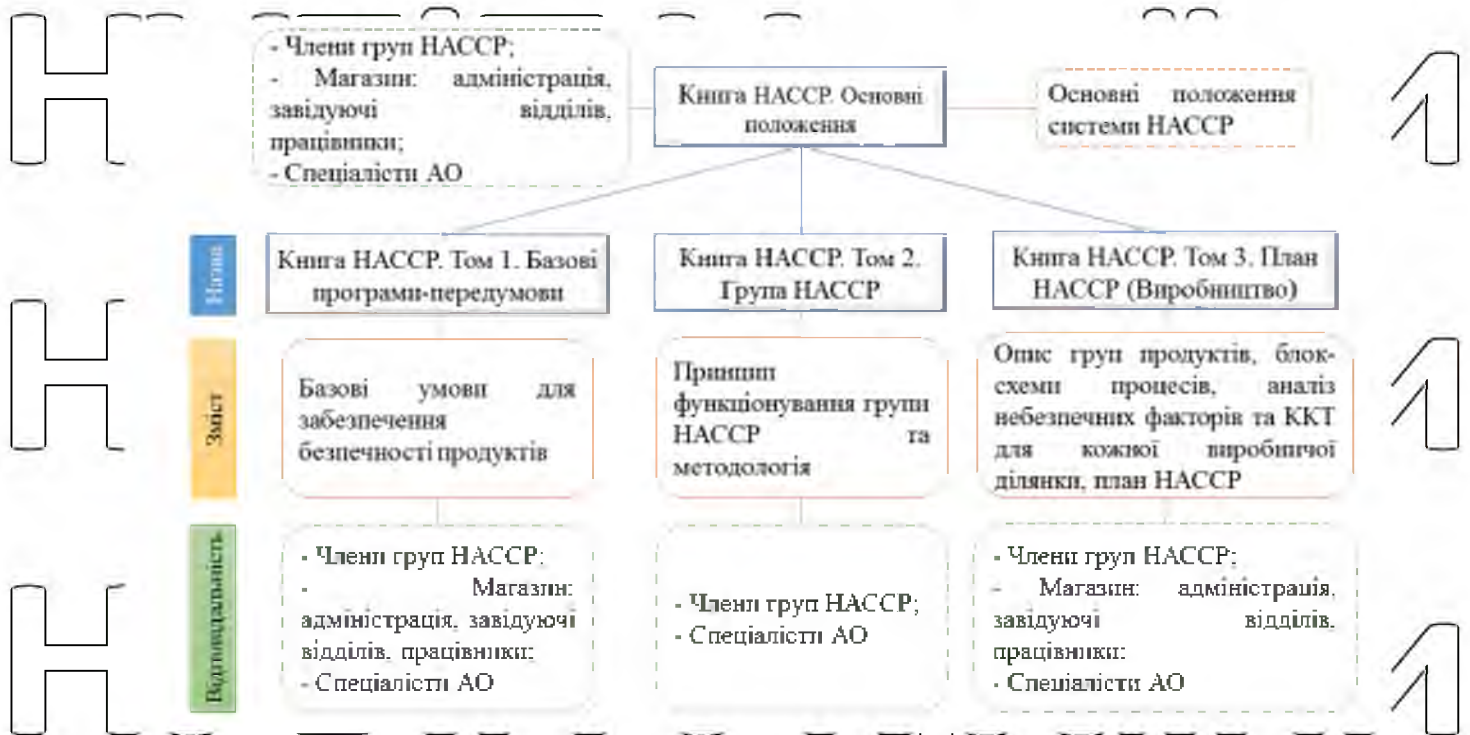 - Члени груп НАССР;
- Магазин: адміністрація,
завідуючі відділів,
працівники;
- Спеціалісти АО
Книга НАССР. Основні
положення
Основні положення
системи НАССР
Назва
Книга НАССР. Том 1. Базові
програми-передумови
Книга НАССР. Том 2.
Група НАССР
Книга НАССР. Том 3. План
НАССР (Виробництво)
Зміст
Базові умови для
забезпечення
безпечності продуктів
Принцип
функціонування групи
НАССР та
методологія
Опис груп продуктів, блок-
схеми процесів, аналіз
небезпечних факторів та ККТ
для кожної виробничої
ділянки, план НАССР
Відповідальність
- Члени груп НАССР;
- Магазин:
адміністрація, завідуючі
відділів, працівники;
- Спеціалісти АО
- Члени груп НАССР;
- Спеціалісти АО
- Члени груп НАССР;
- Магазин: адміністрація,
завідуючі відділів,
працівники;
- Спеціалісти АО